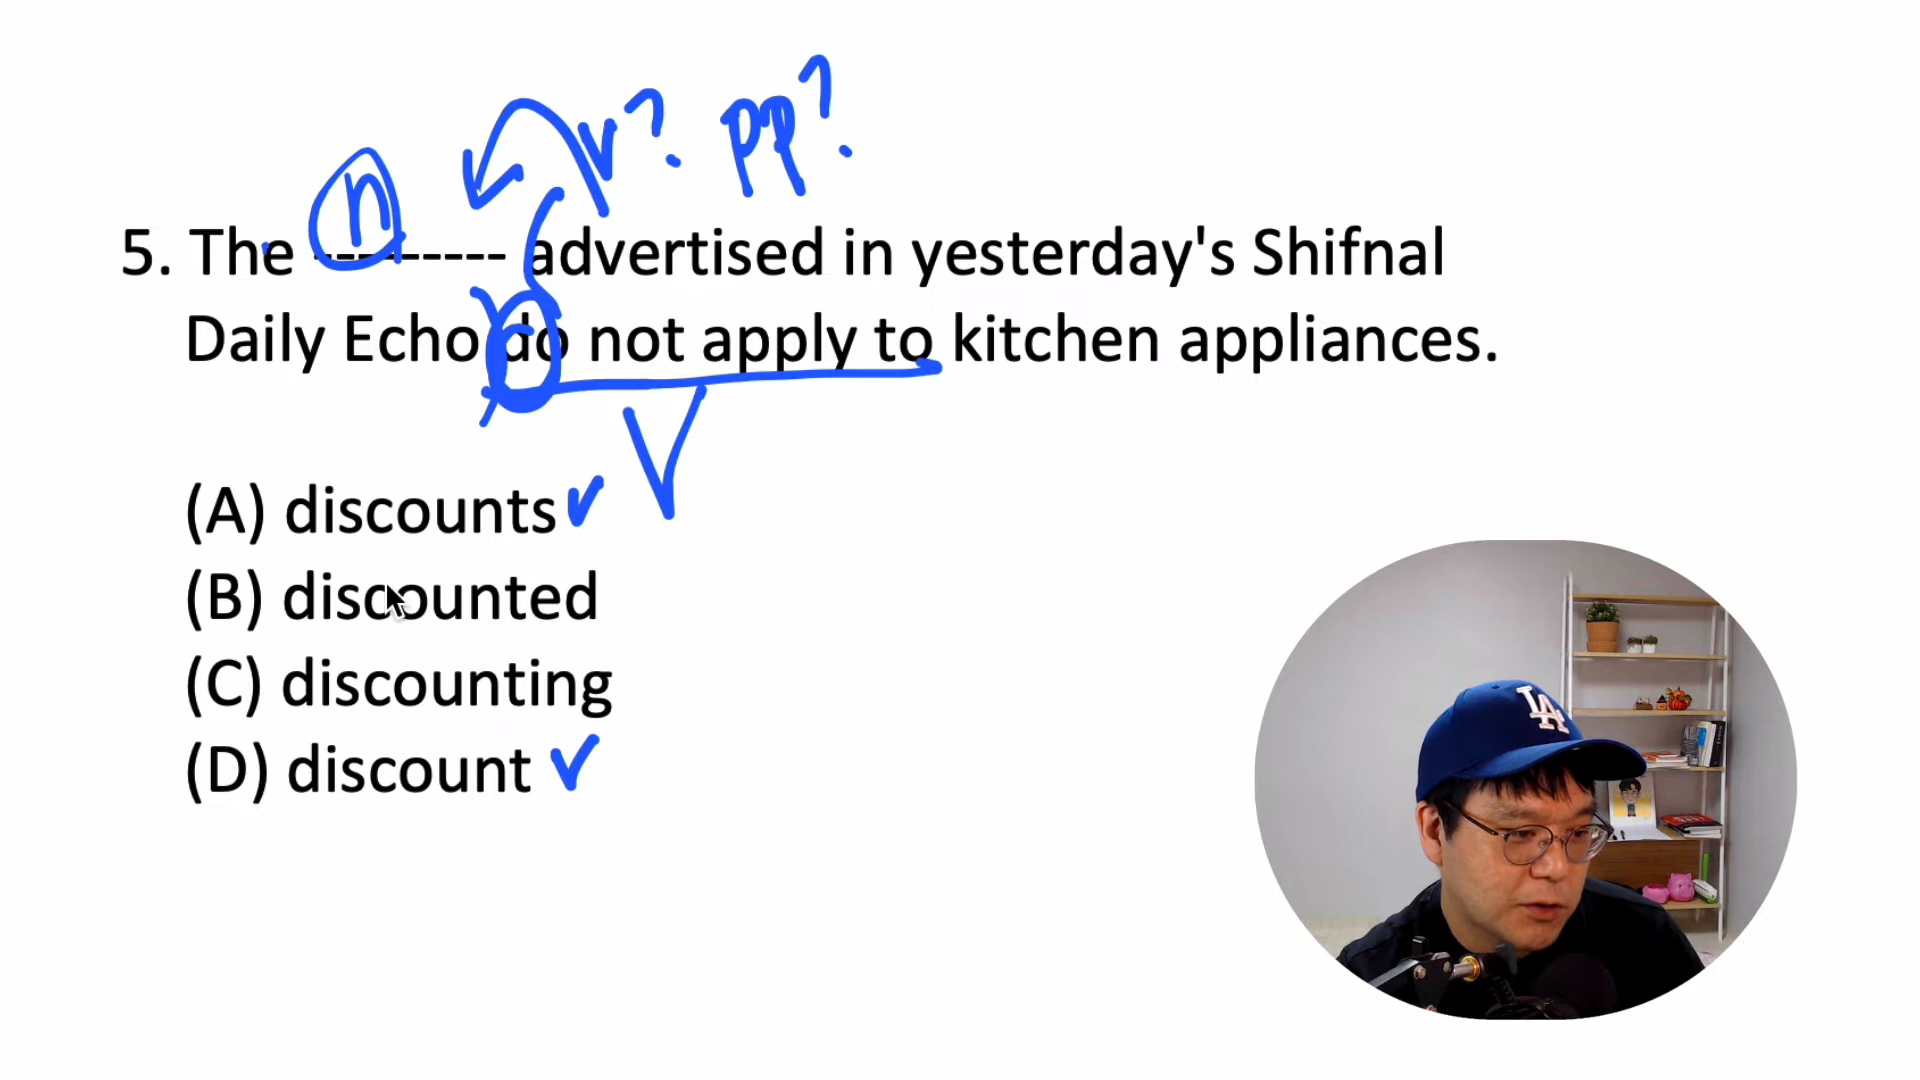 v? pp?
n
5. The --------- advertised in yesterday's Shifnal
Daily Echo do not apply to kitchen appliances.
V
(A) discounts
(B) discounted
(C) discounting
(D) discount
LA